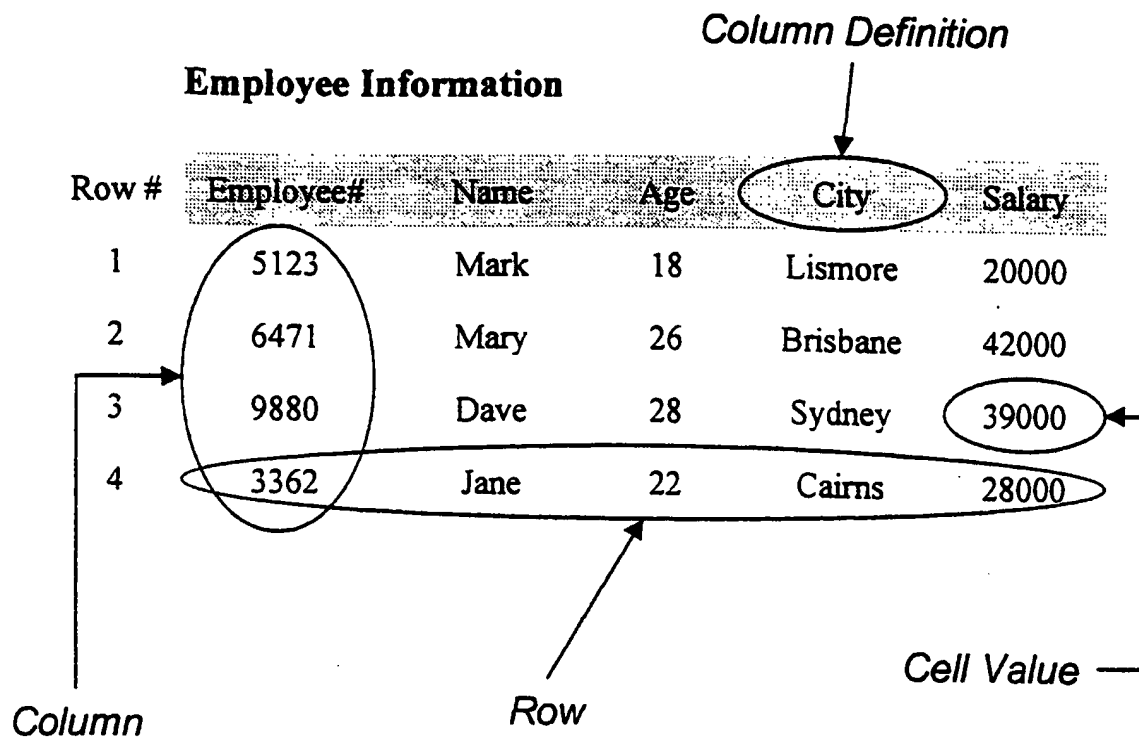 Column Definition
Employee Information
Row # Employee# Name Age City Salary
1 5123 Mark 18 Lismore 20000
2 6471 Mary 26 Brisbane 42000
3 9880 Dave 28 Sydney 39000
4 3362 Jane 22 Cairns 28000
Cell Value
Row
Column